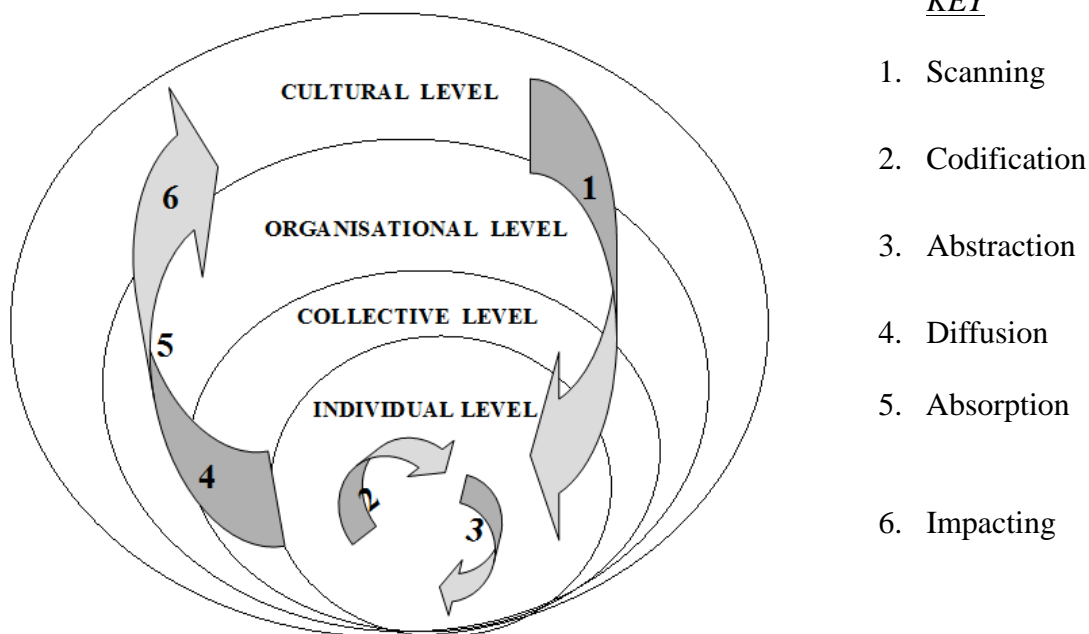 KEY
CULTURAL LEVEL
ORGANISATIONAL LEVEL
COLLECTIVE LEVEL
INDIVIDUAL LEVEL
1
2
3
4
5
6
1. Scanning
2. Codification
3. Abstraction
4. Diffusion
5. Absorption
6. Impacting